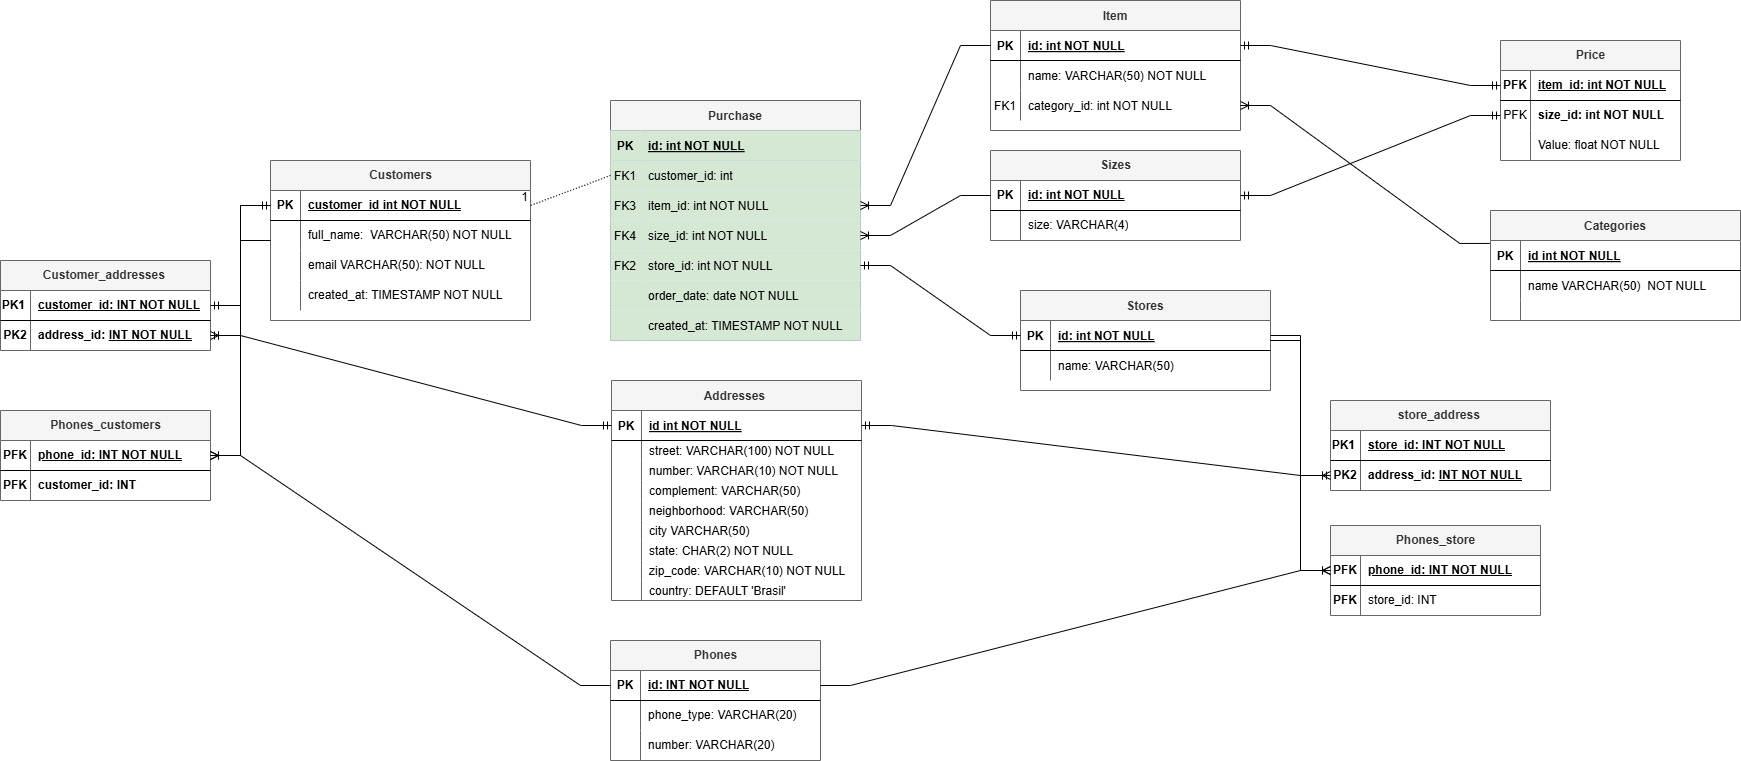 Item
PK id: int NOT NULL
name: VARCHAR(50) NOT NULL
FK1 category_id: int NOT NULL
Price
PFK item_id: int NOT NULL
PFK size_id: int NOT NULL
Value: float NOT NULL
Purchase
PK id: int NOT NULL
FK1 customer_id: int
FK3 item_id: int NOT NULL
FK4 size_id: int NOT NULL
FK2 store_id: int NOT NULL
order_date: date NOT NULL
created_at: TIMESTAMP NOT NULL
Sizes
PK id: int NOT NULL
size: VARCHAR(4)
Customers
1
PK customer_id int NOT NULL
full_name:  VARCHAR(50) NOT NULL
email VARCHAR(50): NOT NULL
created_at: TIMESTAMP NOT NULL
Categories
PK id int NOT NULL
name VARCHAR(50)  NOT NULL
Customer_addresses
PK1 customer_id: INT NOT NULL
PK2 address_id: INT NOT NULL
Stores
PK id: int NOT NULL
name: VARCHAR(50)
Addresses
PK id int NOT NULL
street: VARCHAR(100) NOT NULL
number: VARCHAR(10) NOT NULL
complement: VARCHAR(50)
neighborhood: VARCHAR(50)
city VARCHAR(50)
state: CHAR(2) NOT NULL
zip_code: VARCHAR(10) NOT NULL
country: DEFAULT 'Brasil'
store_address
PK1 store_id: INT NOT NULL
PK2 address_id: INT NOT NULL
Phones_customers
PFK phone_id: INT NOT NULL
PFK customer_id: INT
Phones_store
PFK phone_id: INT NOT NULL
PFK store_id: INT
Phones
PK id: INT NOT NULL
phone_type: VARCHAR(20)
number: VARCHAR(20)